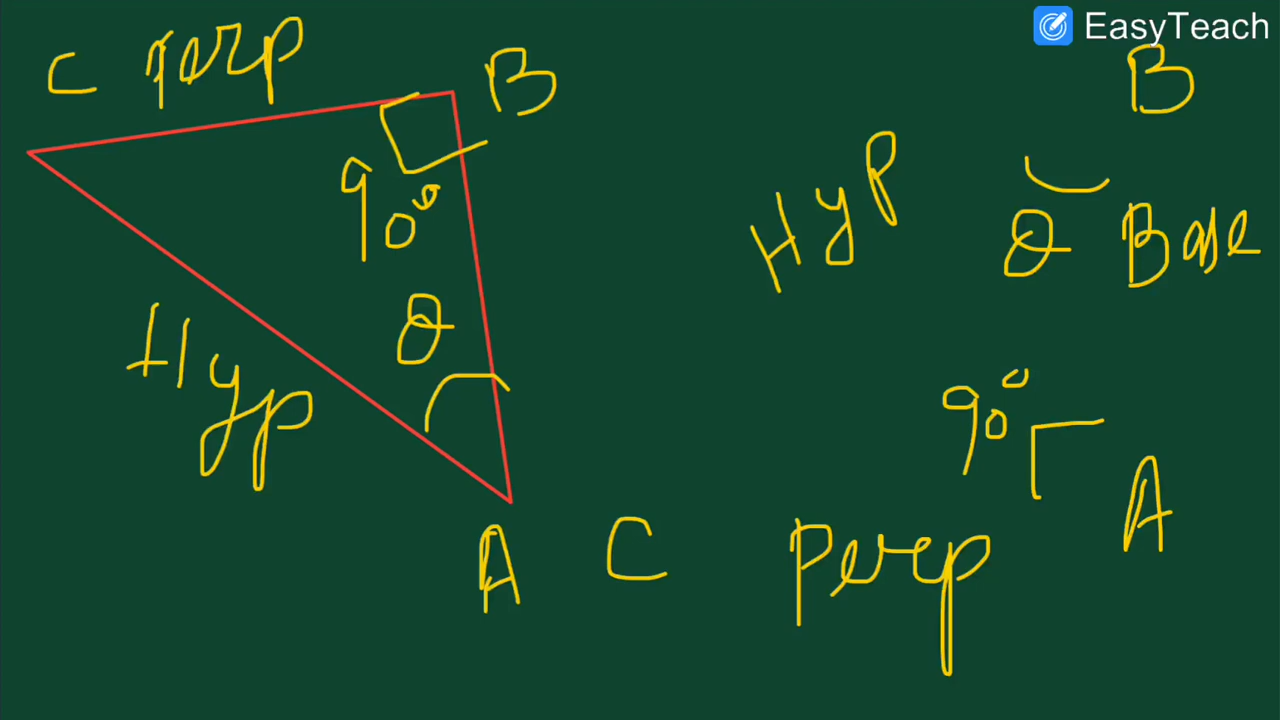 EasyTeach
C Perp B
90°
θ
Hyp
A
B
Hyp
θ Base
90°
A
C Perp